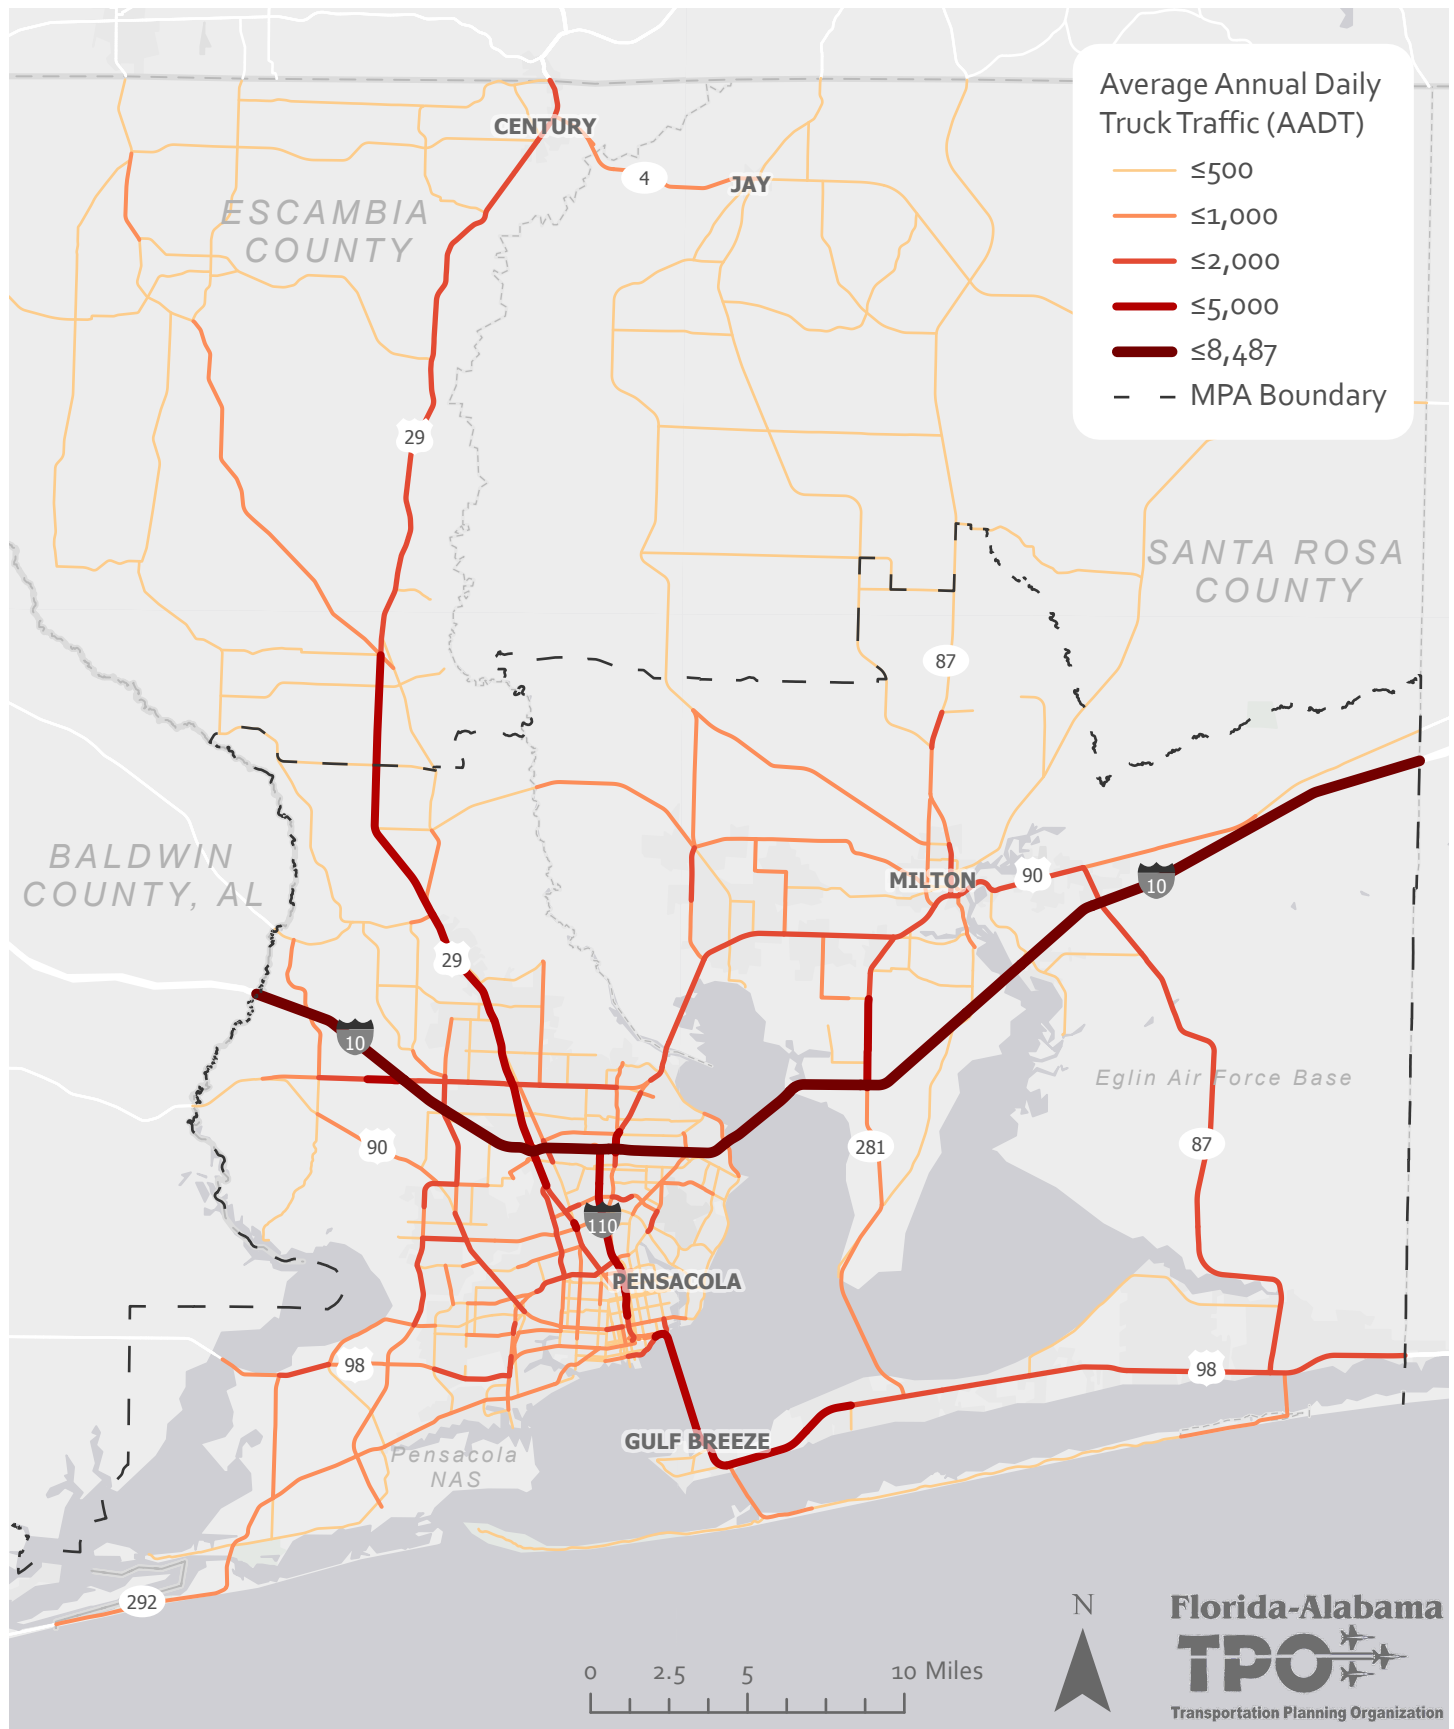 Average Annual Daily
Truck Traffic (AADT)
≤500
≤1,000
≤2,000
≤5,000
≤8,487
MPA Boundary
CENTURY
4
JAY
ESCAMBIA
COUNTY
29
SANTA ROSA
COUNTY
87
BALDWIN
COUNTY, AL
MILTON
90
10
29
10
Eglin Air Force Base
90
281
87
110
PENSACOLA
98
98
GULF BREEZE
Pensacola
NAS
292
N
0 2.5 5 10 Miles
Florida-Alabama
TPO
Transportation Planning Organization